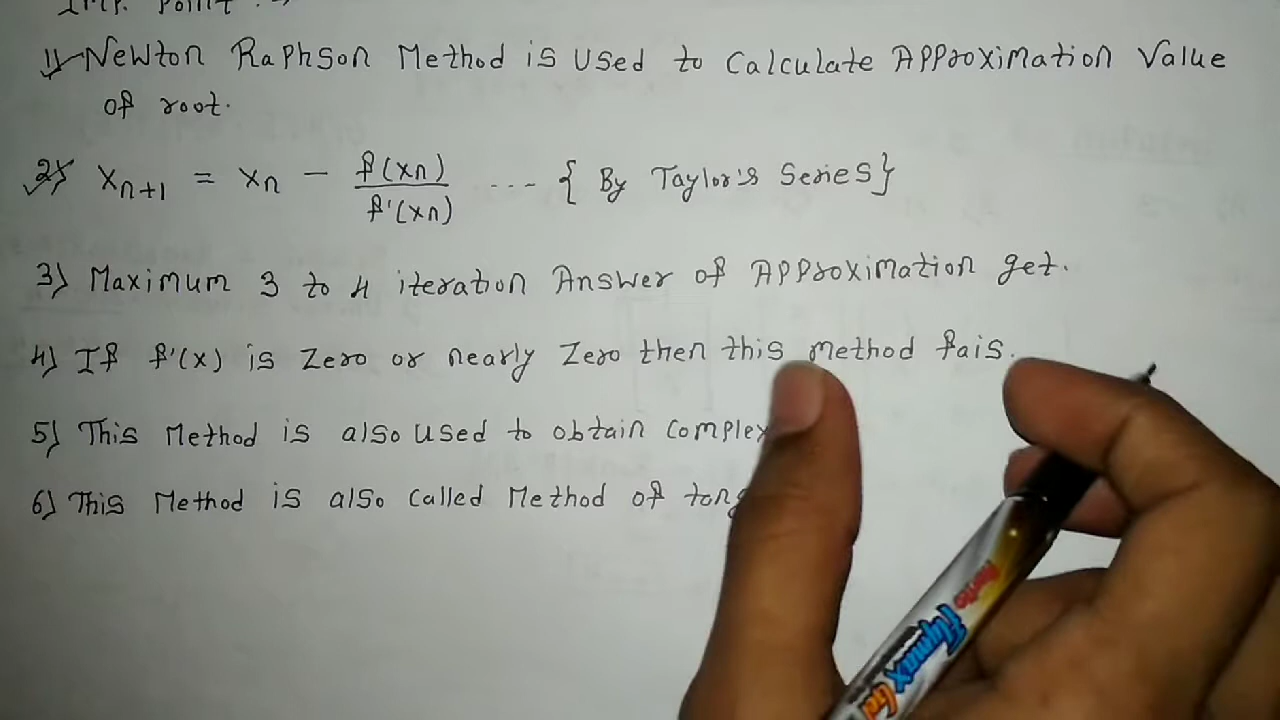 Imp. Point :-
1) Newton Raphson Method is Used to Calculate Approximation Value
of root.
2) xn+1 = xn - f(xn)/f'(xn) ---- { By Taylor's Series}
3) Maximum 3 to 4 iteration Answer of Approximation get.
4) If f'(x) is Zero or nearly Zero then this method fais.
5) This Method is also used to obtain Complex
6) This Method is also Called Method of tang
Flymax Gel